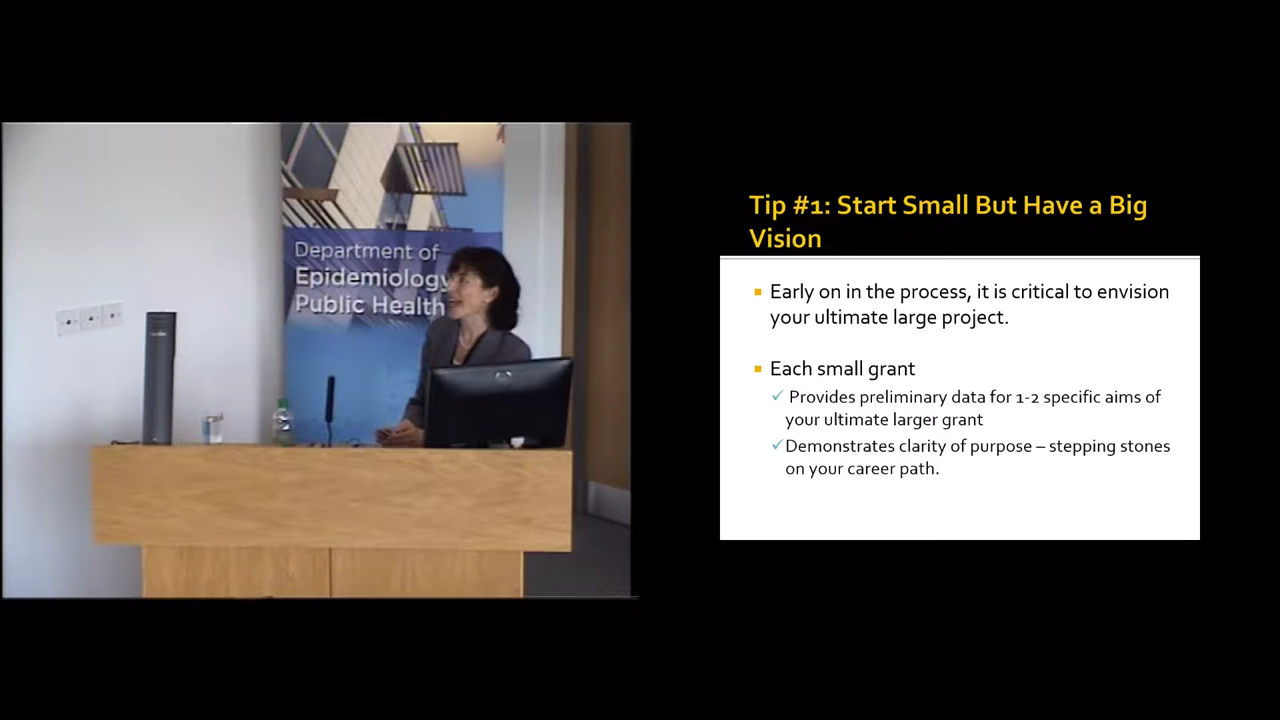 Department of
Epidemiology
Public Health
Tip #1: Start Small But Have a Big
Vision
Early on in the process, it is critical to envision
your ultimate large project.
Each small grant
Provides preliminary data for 1-2 specific aims of
your ultimate larger grant
Demonstrates clarity of purpose – stepping stones
on your career path.